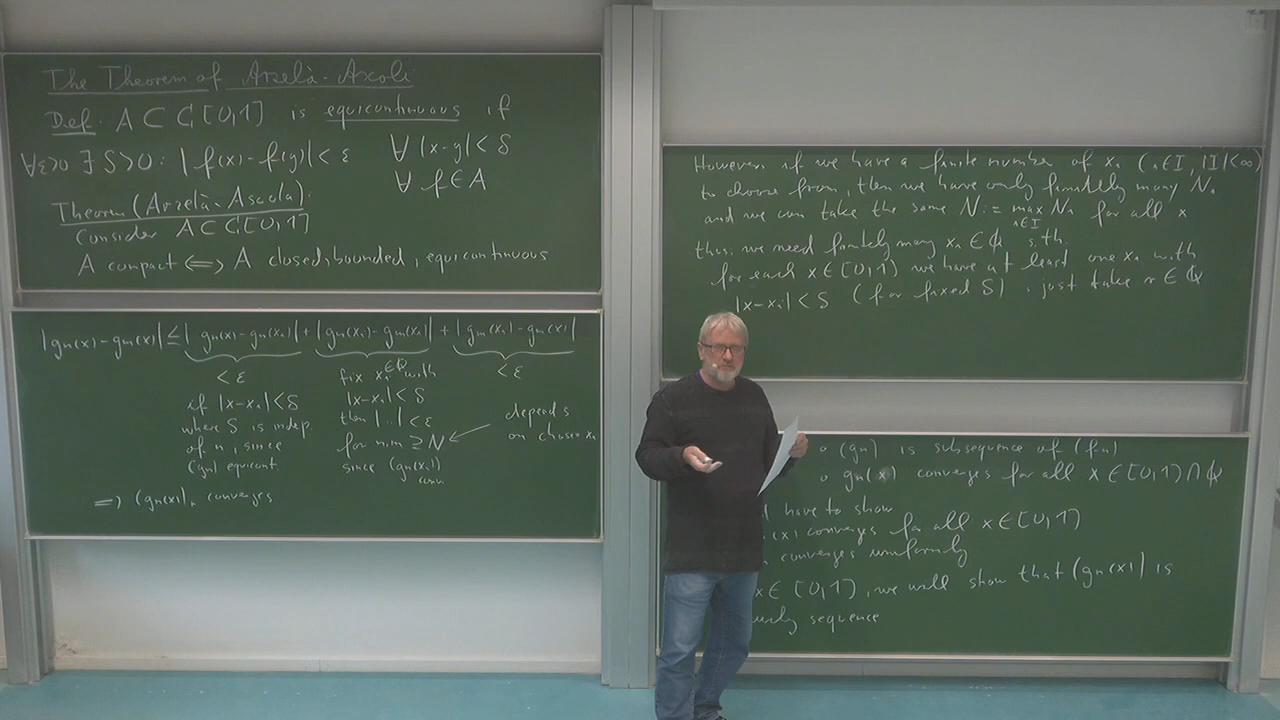 The Theorem of Arzelà-Ascoli
Def. A ⊂ C[0,1] is equicontinuous if
∀ε>0 ∃ δ>0: |f(x)-f(y)| < ε ∀ |x-y| < δ
∀ f ∈ A
Theorem (Arzelà-Ascola):
Consider A ⊂ C[0,1]
A compact ⟺ A closed, bounded, equicontinuous
|gₙ(x)-gₘ(x)| ≤ |gₙ(x)-gₙ(xᵢ)| + |gₙ(xᵢ)-gₘ(xᵢ)| + |gₘ(xᵢ)-gₘ(x)|
< ε
if |x-xᵢ| < δ
where δ is indep.
of n, since
(gₙ) equicont
fix xᵢ ∈ ℚ with
|x-xᵢ| < δ
then |..| < ε
for n,m ≥ N
since (gₙ(xᵢ))
conv.
< ε
depends
on chosen xᵢ
⟹ (gₙ(x))ₙ converges
However if we have a finite number of xᵢ (i∈I, |I|<∞)
to choose from, then we have only finitely many Nᵢ
and we can take the same N := max Nᵢ for all x
i∈I
thus: we need finitely many xᵢ ∈ ℚ s.th.
for each x ∈ [0,1] we have at least one xᵢ with
|x-xᵢ| < δ (for fixed δ), just take ∈ ℚ
o (gₙ) is subsequence of (fₙ)
o gₙ(x) converges for all x ∈ [0,1] ∩ ℚ
have to show
(x) converges for all x ∈ [0,1]
converges uniformly
x ∈ [0,1], we will show that (gₙ(x)) is
sequence